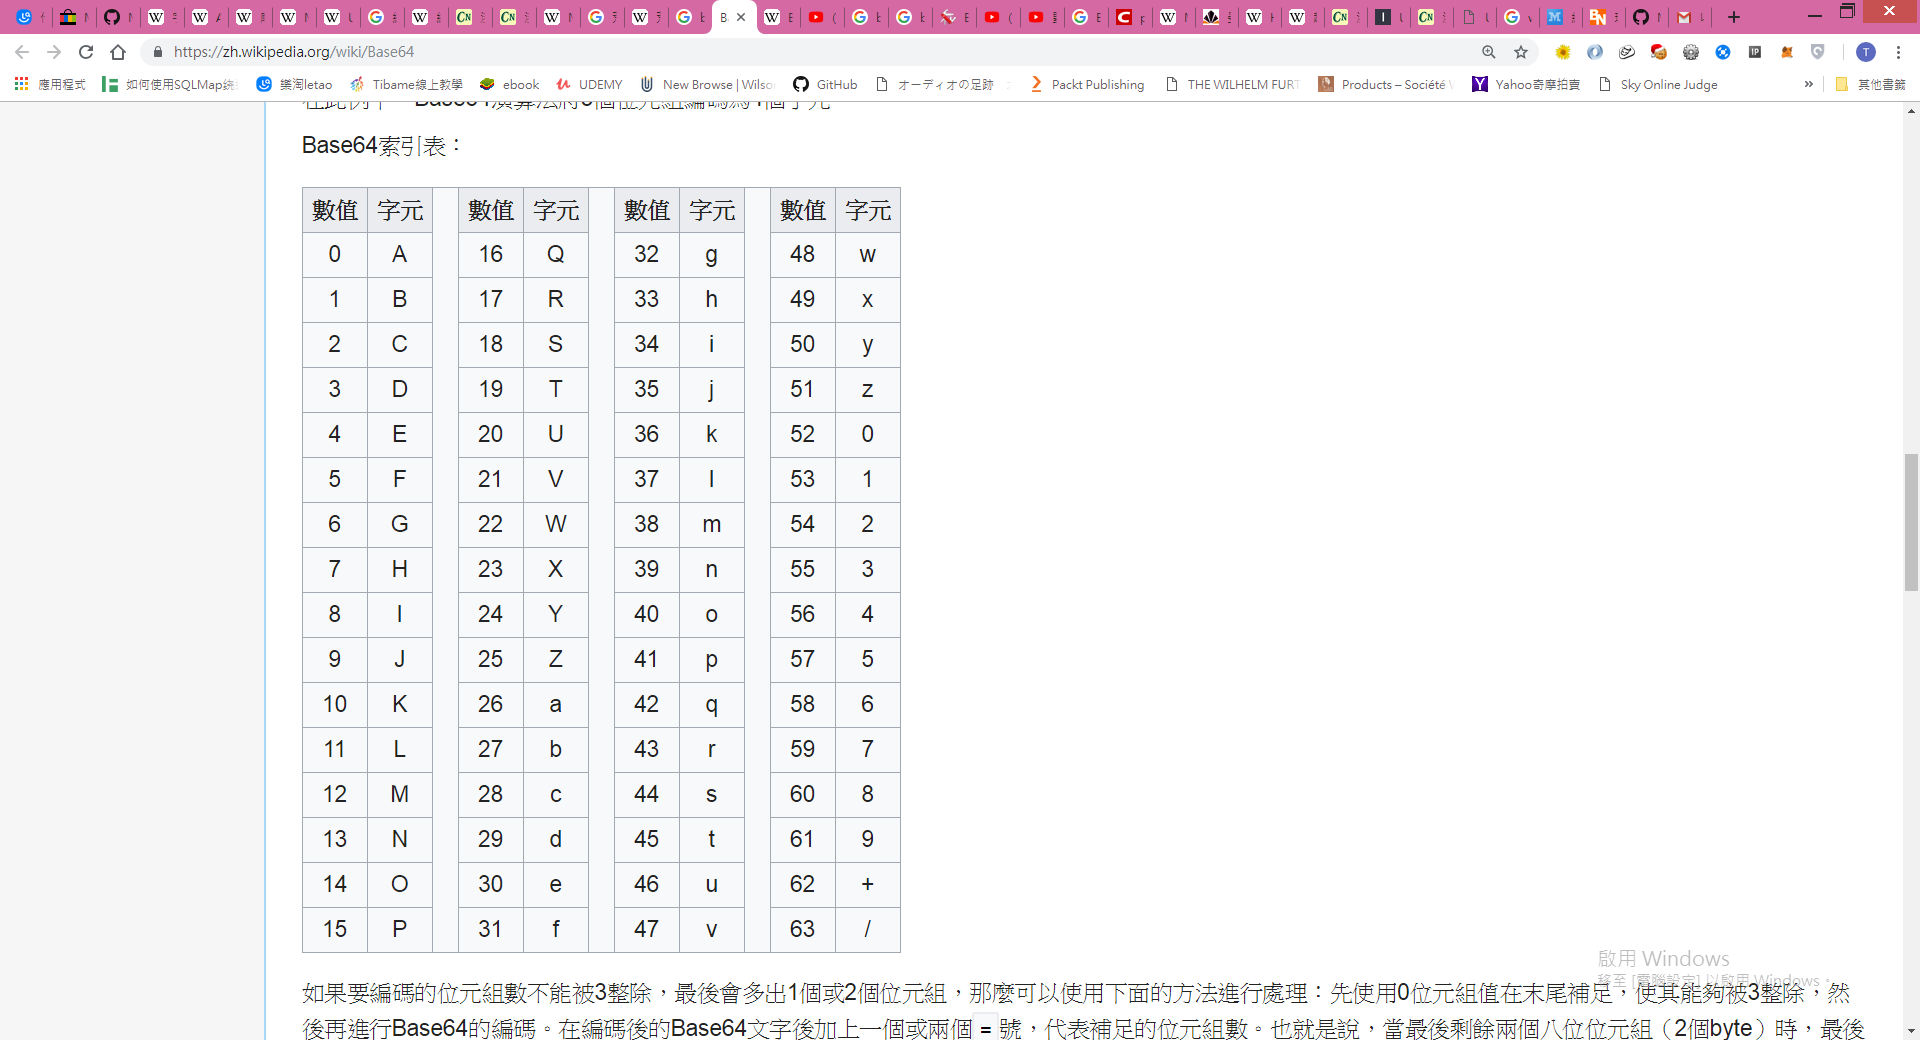 https://zh.wikipedia.org/wiki/Base64
應用程式 如何使用SQLMap 樂淘letao Tibame線上教學 ebook UDEMY New Browse | Wils GitHub オーディオの足跡 Packt Publishing THE WILHELM FURT Products – Société Yahoo奇摩拍賣 Sky Online Judge » 其他書籤
Base64索引表：
數值 字元 數值 字元 數值 字元 數值 字元
0 A 16 Q 32 g 48 w
1 B 17 R 33 h 49 x
2 C 18 S 34 i 50 y
3 D 19 T 35 j 51 z
4 E 20 U 36 k 52 0
5 F 21 V 37 l 53 1
6 G 22 W 38 m 54 2
7 H 23 X 39 n 55 3
8 I 24 Y 40 o 56 4
9 J 25 Z 41 p 57 5
10 K 26 a 42 q 58 6
11 L 27 b 43 r 59 7
12 M 28 c 44 s 60 8
13 N 29 d 45 t 61 9
14 O 30 e 46 u 62 +
15 P 31 f 47 v 63 /
啟用 Windows
移至 [電腦設定] 以啟用 Windows。
如果要編碼的位元組數不能被3整除，最後會多出1個或2個位元組，那麼可以使用下面的方法進行處理：先使用0位元組值在末尾補足，使其能夠被3整除，然
後再進行Base64的編碼。在編碼後的Base64文字後加上一個或兩個 = 號，代表補足的位元組數。也就是說，當最後剩餘兩個八位位元組（2個byte）時，最後